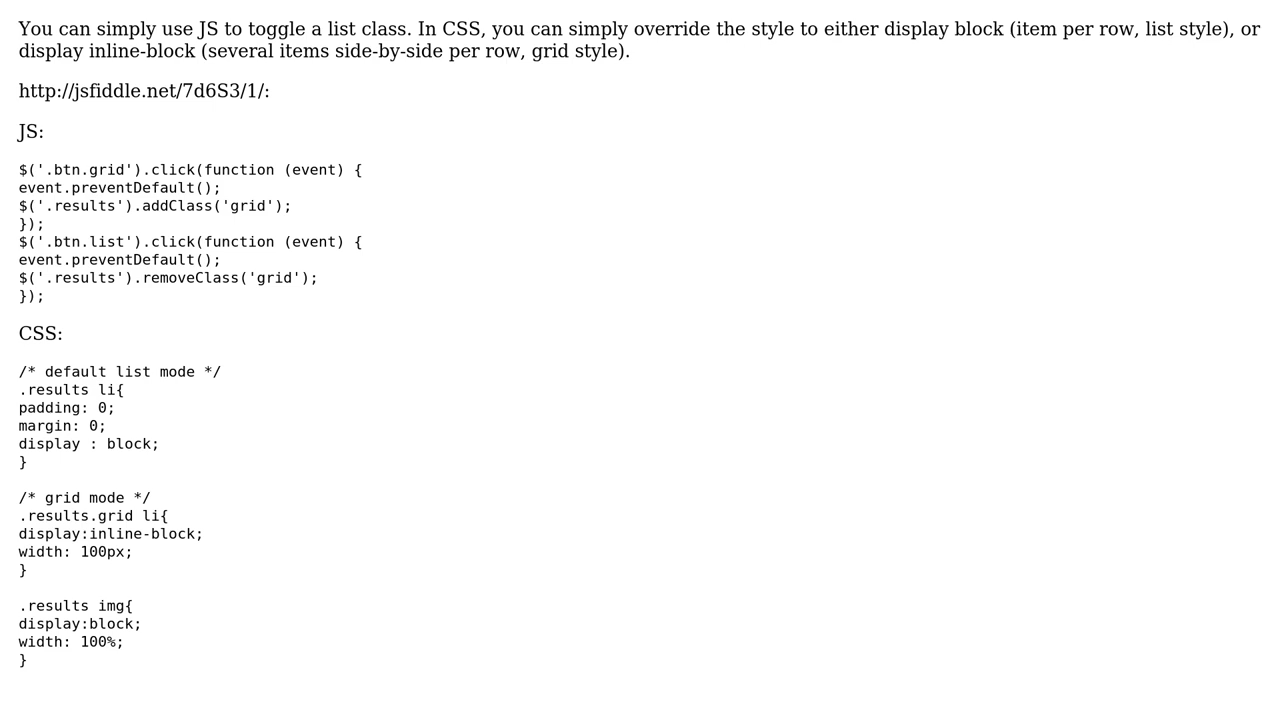 You can simply use JS to toggle a list class. In CSS, you can simply override the style to either display block (item per row, list style), or
display inline-block (several items side-by-side per row, grid style).
http://jsfiddle.net/7d6S3/1/:
JS:
$('.btn.grid').click(function (event) {
event.preventDefault();
$('.results').addClass('grid');
});
$('.btn.list').click(function (event) {
event.preventDefault();
$('.results').removeClass('grid');
});
CSS:
/* default list mode */
.results li{
padding: 0;
margin: 0;
display : block;
}
/* grid mode */
.results.grid li{
display:inline-block;
width: 100px;
}
.results img{
display:block;
width: 100%;
}